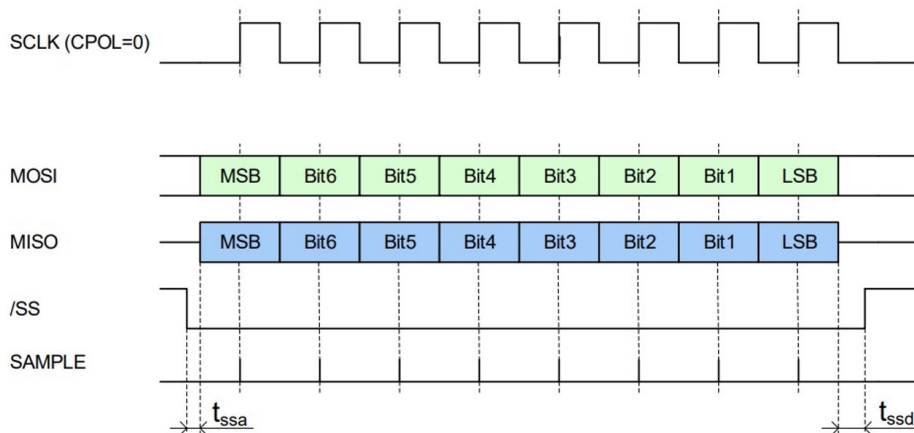 SCLK (CPOL=0)
MOSI MSB Bit6 Bit5 Bit4 Bit3 Bit2 Bit1 LSB
MISO MSB Bit6 Bit5 Bit4 Bit3 Bit2 Bit1 LSB
/SS
SAMPLE
tssa tssd